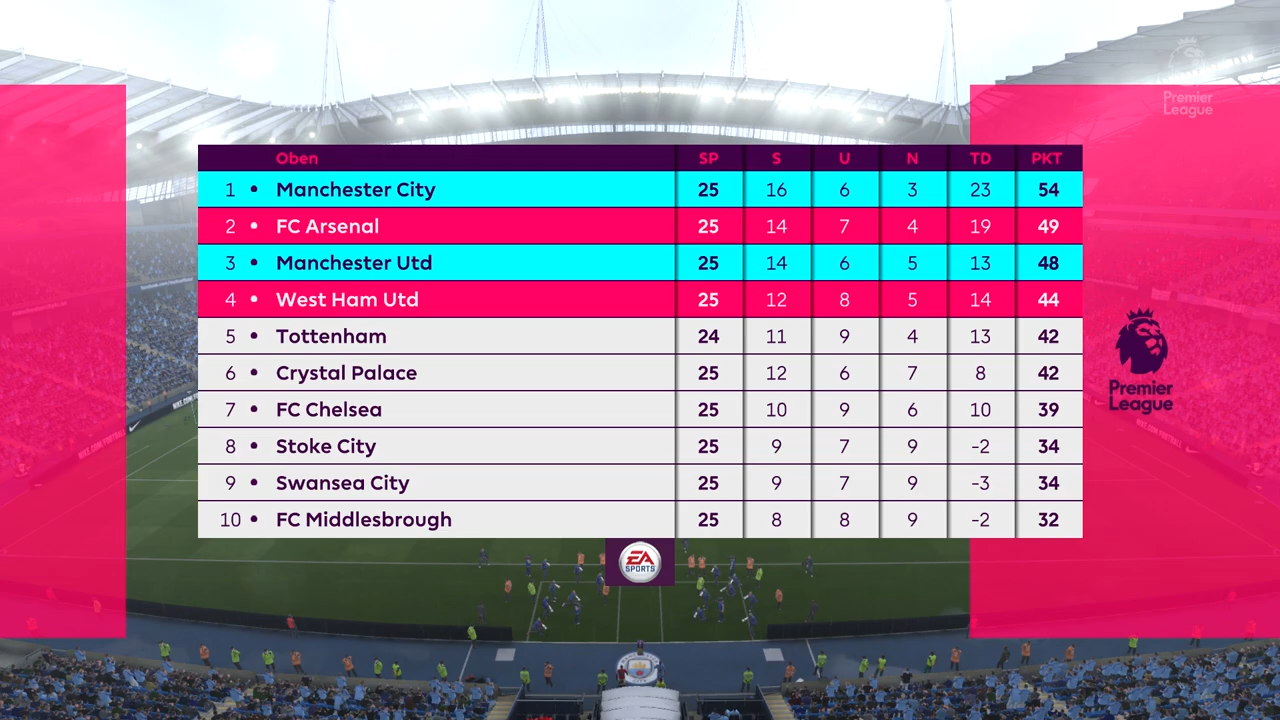 Premier
League
Oben SP S U N TD PKT
1 • Manchester City 25 16 6 3 23 54
2 • FC Arsenal 25 14 7 4 19 49
3 • Manchester Utd 25 14 6 5 13 48
4 • West Ham Utd 25 12 8 5 14 44
5 • Tottenham 24 11 9 4 13 42
6 • Crystal Palace 25 12 6 7 8 42
7 • FC Chelsea 25 10 9 6 10 39
8 • Stoke City 25 9 7 9 -2 34
9 • Swansea City 25 9 7 9 -3 34
10 • FC Middlesbrough 25 8 8 9 -2 32
Premier
League
EA
SPORTS